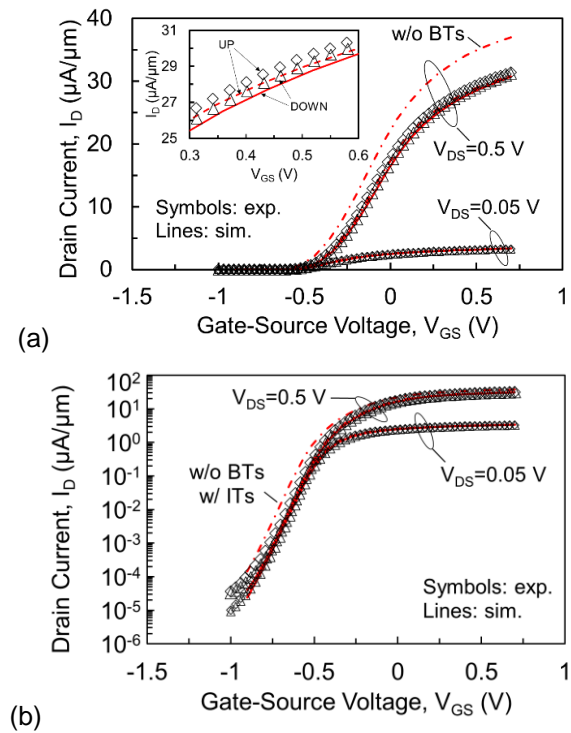 (a)
Drain Current, I_D (μA/μm)
40
30
20
10
0
-1.5
-1
-0.5
0
0.5
1
Gate-Source Voltage, V_GS (V)
w/o BTs
V_DS=0.5 V
V_DS=0.05 V
Symbols: exp.
Lines: sim.
I_D (μA/μm)
31
29
27
25
0.3
0.4
0.5
0.6
V_GS (V)
UP
DOWN
(b)
Drain Current, I_D (μA/μm)
10^2
10^1
10^0
10^-1
10^-2
10^-3
10^-4
10^-5
10^-6
-1.5
-1
-0.5
0
0.5
1
Gate-Source Voltage, V_GS (V)
V_DS=0.5 V
V_DS=0.05 V
w/o BTs
w/ ITs
Symbols: exp.
Lines: sim.